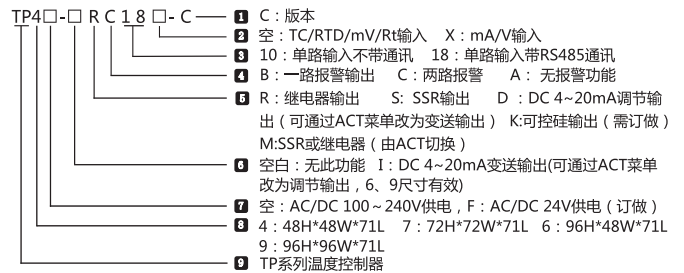 TP4□-□RC18□-C
1 C：版本
2 空：TC/RTD/mV/Rt输入 X：mA/V输入
3 10：单路输入不带通讯 18：单路输入带RS485通讯
4 B：一路报警输出 C：两路报警 A： 无报警功能
5 R：继电器输出 S: SSR输出 D ：DC 4~20mA调节输
出（可通过ACT菜单改为变送输出） K:可控硅输出（需订做）
M:SSR或继电器（由ACT切换）
6 空白：无此功能 I：DC 4~20mA变送输出(可通过ACT菜单
改为调节输出，6、9尺寸有效)
7 空：AC/DC 100～240V供电，F：AC/DC 24V供电（订做）
8 4：48H*48W*71L 7：72H*72W*71L 6：96H*48W*71L
9：96H*96W*71L
9 TP系列温度控制器